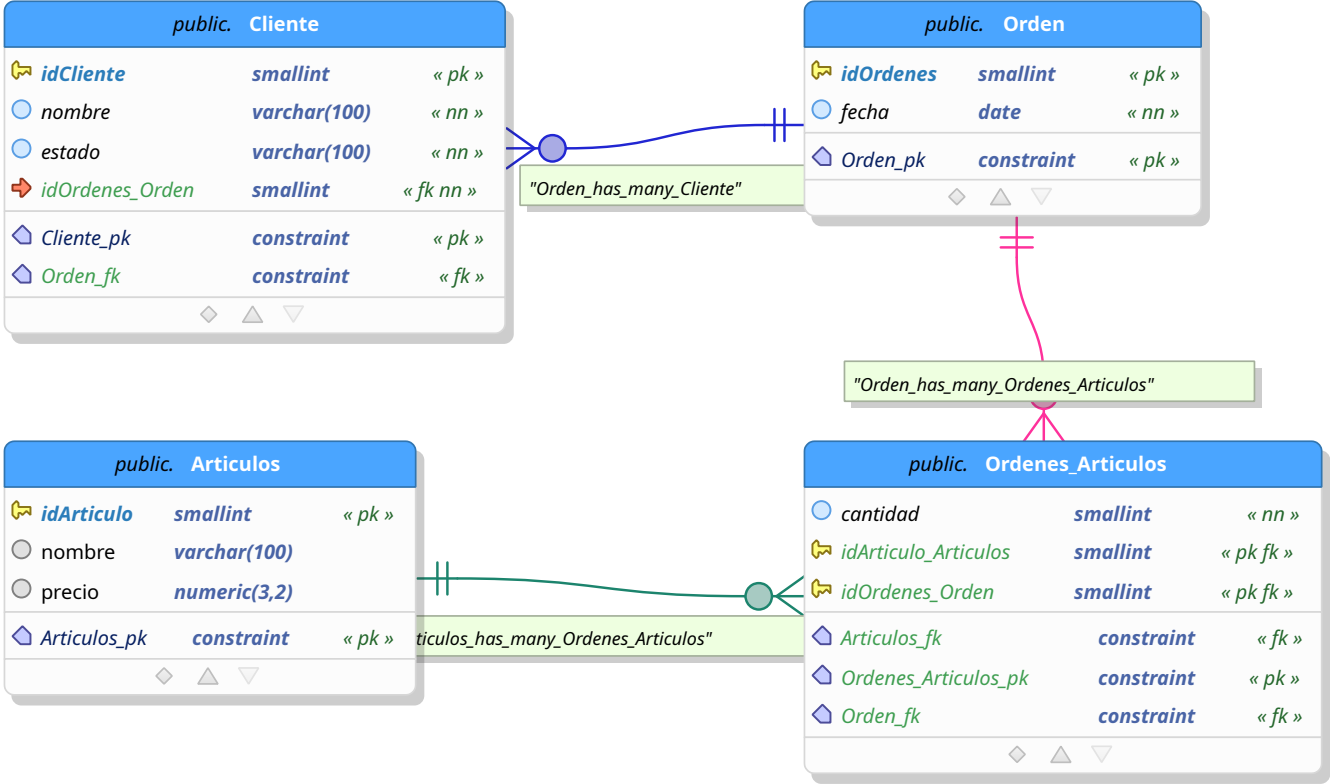 public. Cliente
idCliente smallint « pk »
nombre varchar(100) « nn »
estado varchar(100) « nn »
idOrdenes_Orden smallint « fk nn »
Cliente_pk constraint « pk »
Orden_fk constraint « fk »
"Orden_has_many_Cliente"
public. Orden
idOrdenes smallint « pk »
fecha date « nn »
Orden_pk constraint « pk »
"Orden_has_many_Ordenes_Articulos"
public. Articulos
idArticulo smallint « pk »
nombre varchar(100)
precio numeric(3,2)
Articulos_pk constraint « pk »
ticulos_has_many_Ordenes_Articulos"
public. Ordenes_Articulos
cantidad smallint « nn »
idArticulo_Articulos smallint « pk fk »
idOrdenes_Orden smallint « pk fk »
Articulos_fk constraint « fk »
Ordenes_Articulos_pk constraint « pk »
Orden_fk constraint « fk »